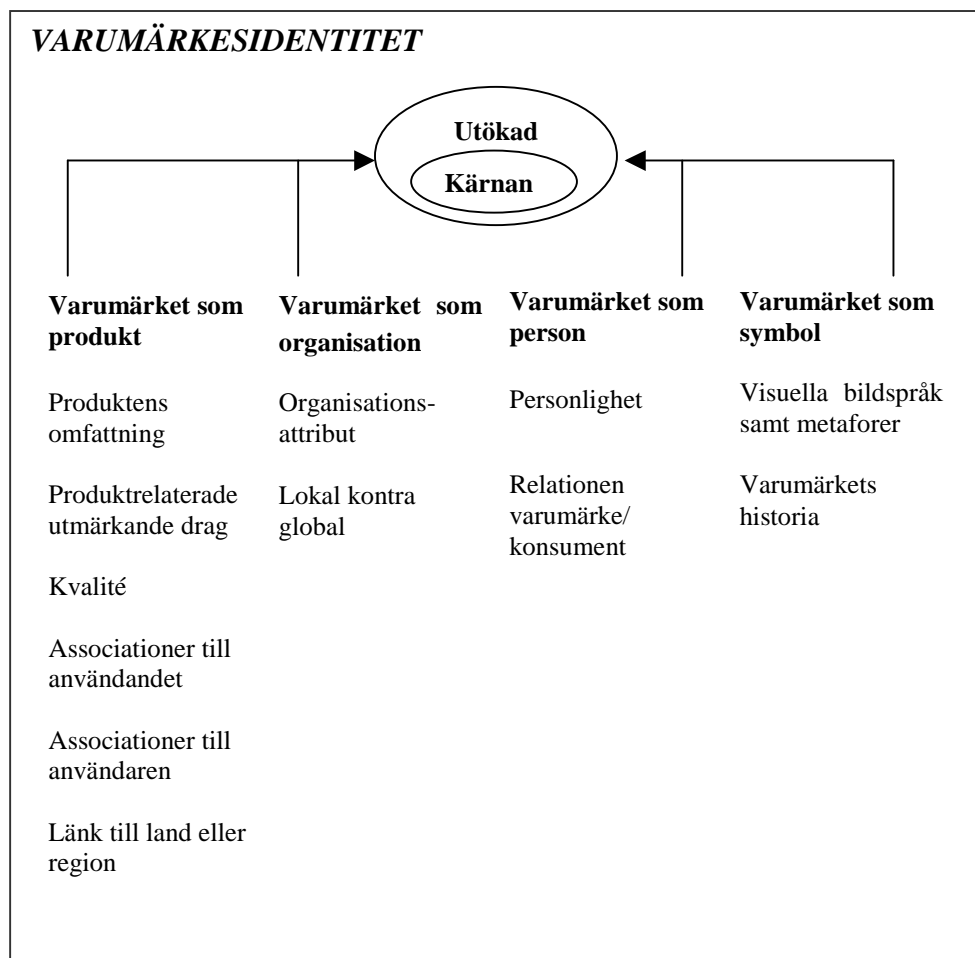 VARUMÄRKESIDENTITET
Utökad
Kärnan
Varumärket som
produkt
Produktens
omfattning
Produktrelaterade
utmärkande drag
Kvalité
Associationer till
användandet
Associationer till
användaren
Länk till land eller
region
Varumärket som
organisation
Organisations-
attribut
Lokal kontra
global
Varumärket som
person
Personlighet
Relationen
varumärke/
konsument
Varumärket som
symbol
Visuella bildspråk
samt metaforer
Varumärkets
historia